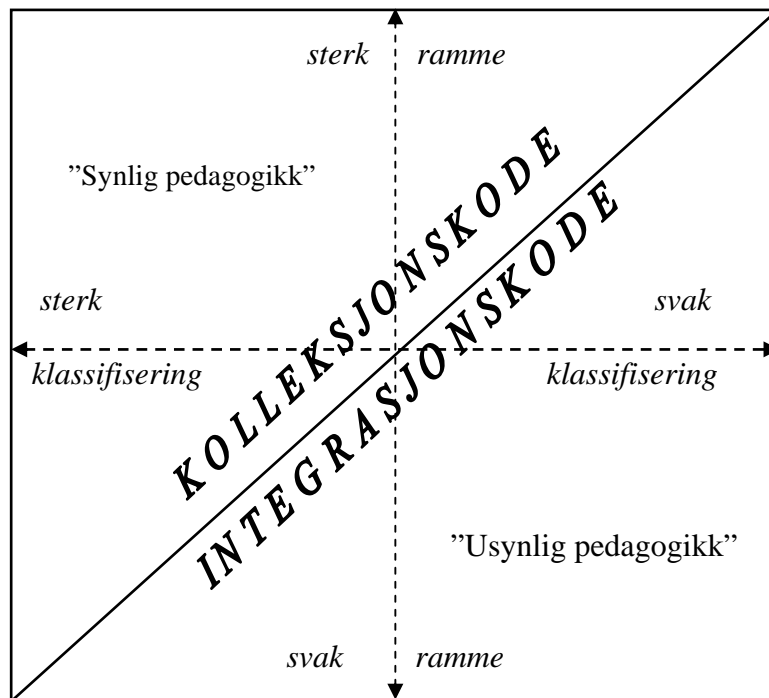 sterk ramme
”Synlig pedagogikk”
KOLLEKSJONSKODE
INTEGRASJONSKODE
sterk svak
klassifisering klassifisering
”Usynlig pedagogikk”
svak ramme